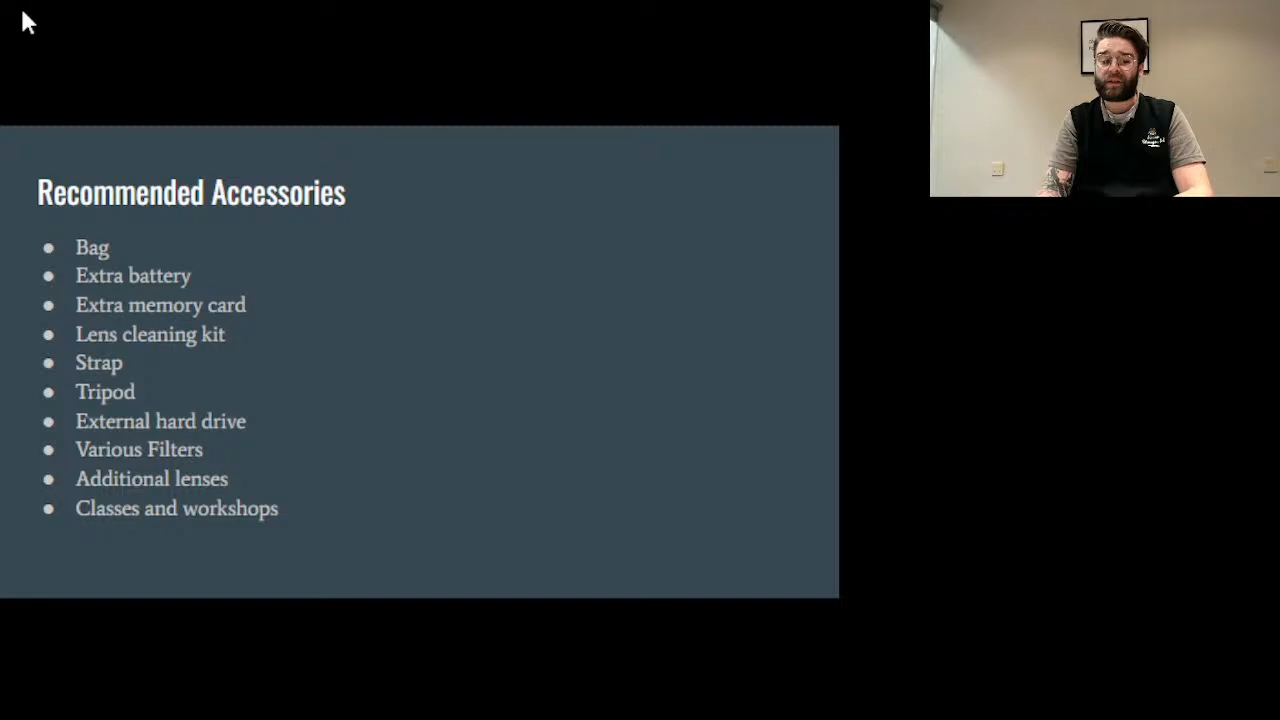 Recommended Accessories
● Bag
● Extra battery
● Extra memory card
● Lens cleaning kit
● Strap
● Tripod
● External hard drive
● Various Filters
● Additional lenses
● Classes and workshops